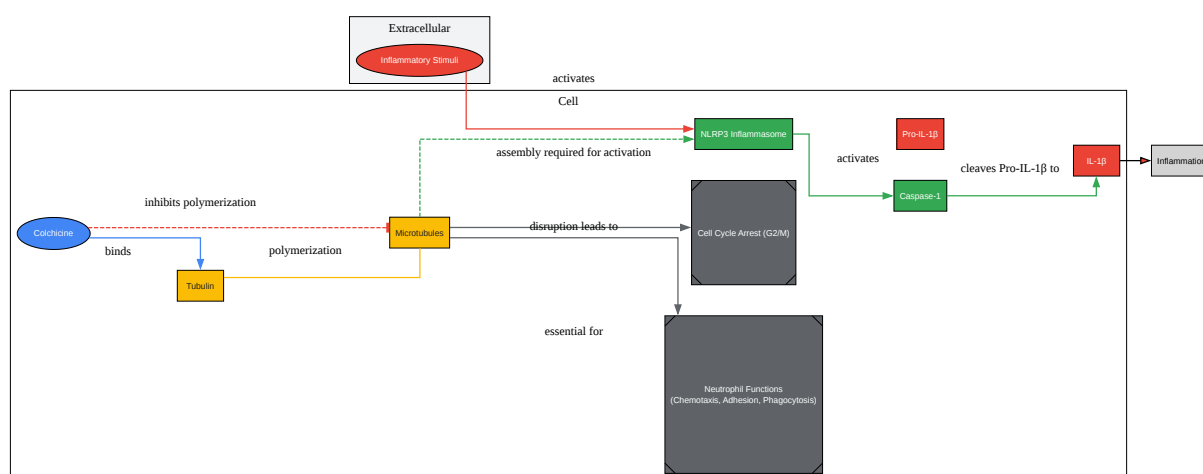 Extracellular
Inflammatory Stimuli
activates
Cell
NLRP3 Inflammasome
Pro-IL-1β
assembly required for activation
activates
cleaves Pro-IL-1β to
IL-1β
Inflammation
Caspase-1
inhibits polymerization
Colchicine
Microtubules
disruption leads to
Cell Cycle Arrest (G2/M)
binds
polymerization
Tubulin
essential for
Neutrophil Functions
(Chemotaxis, Adhesion, Phagocytosis)